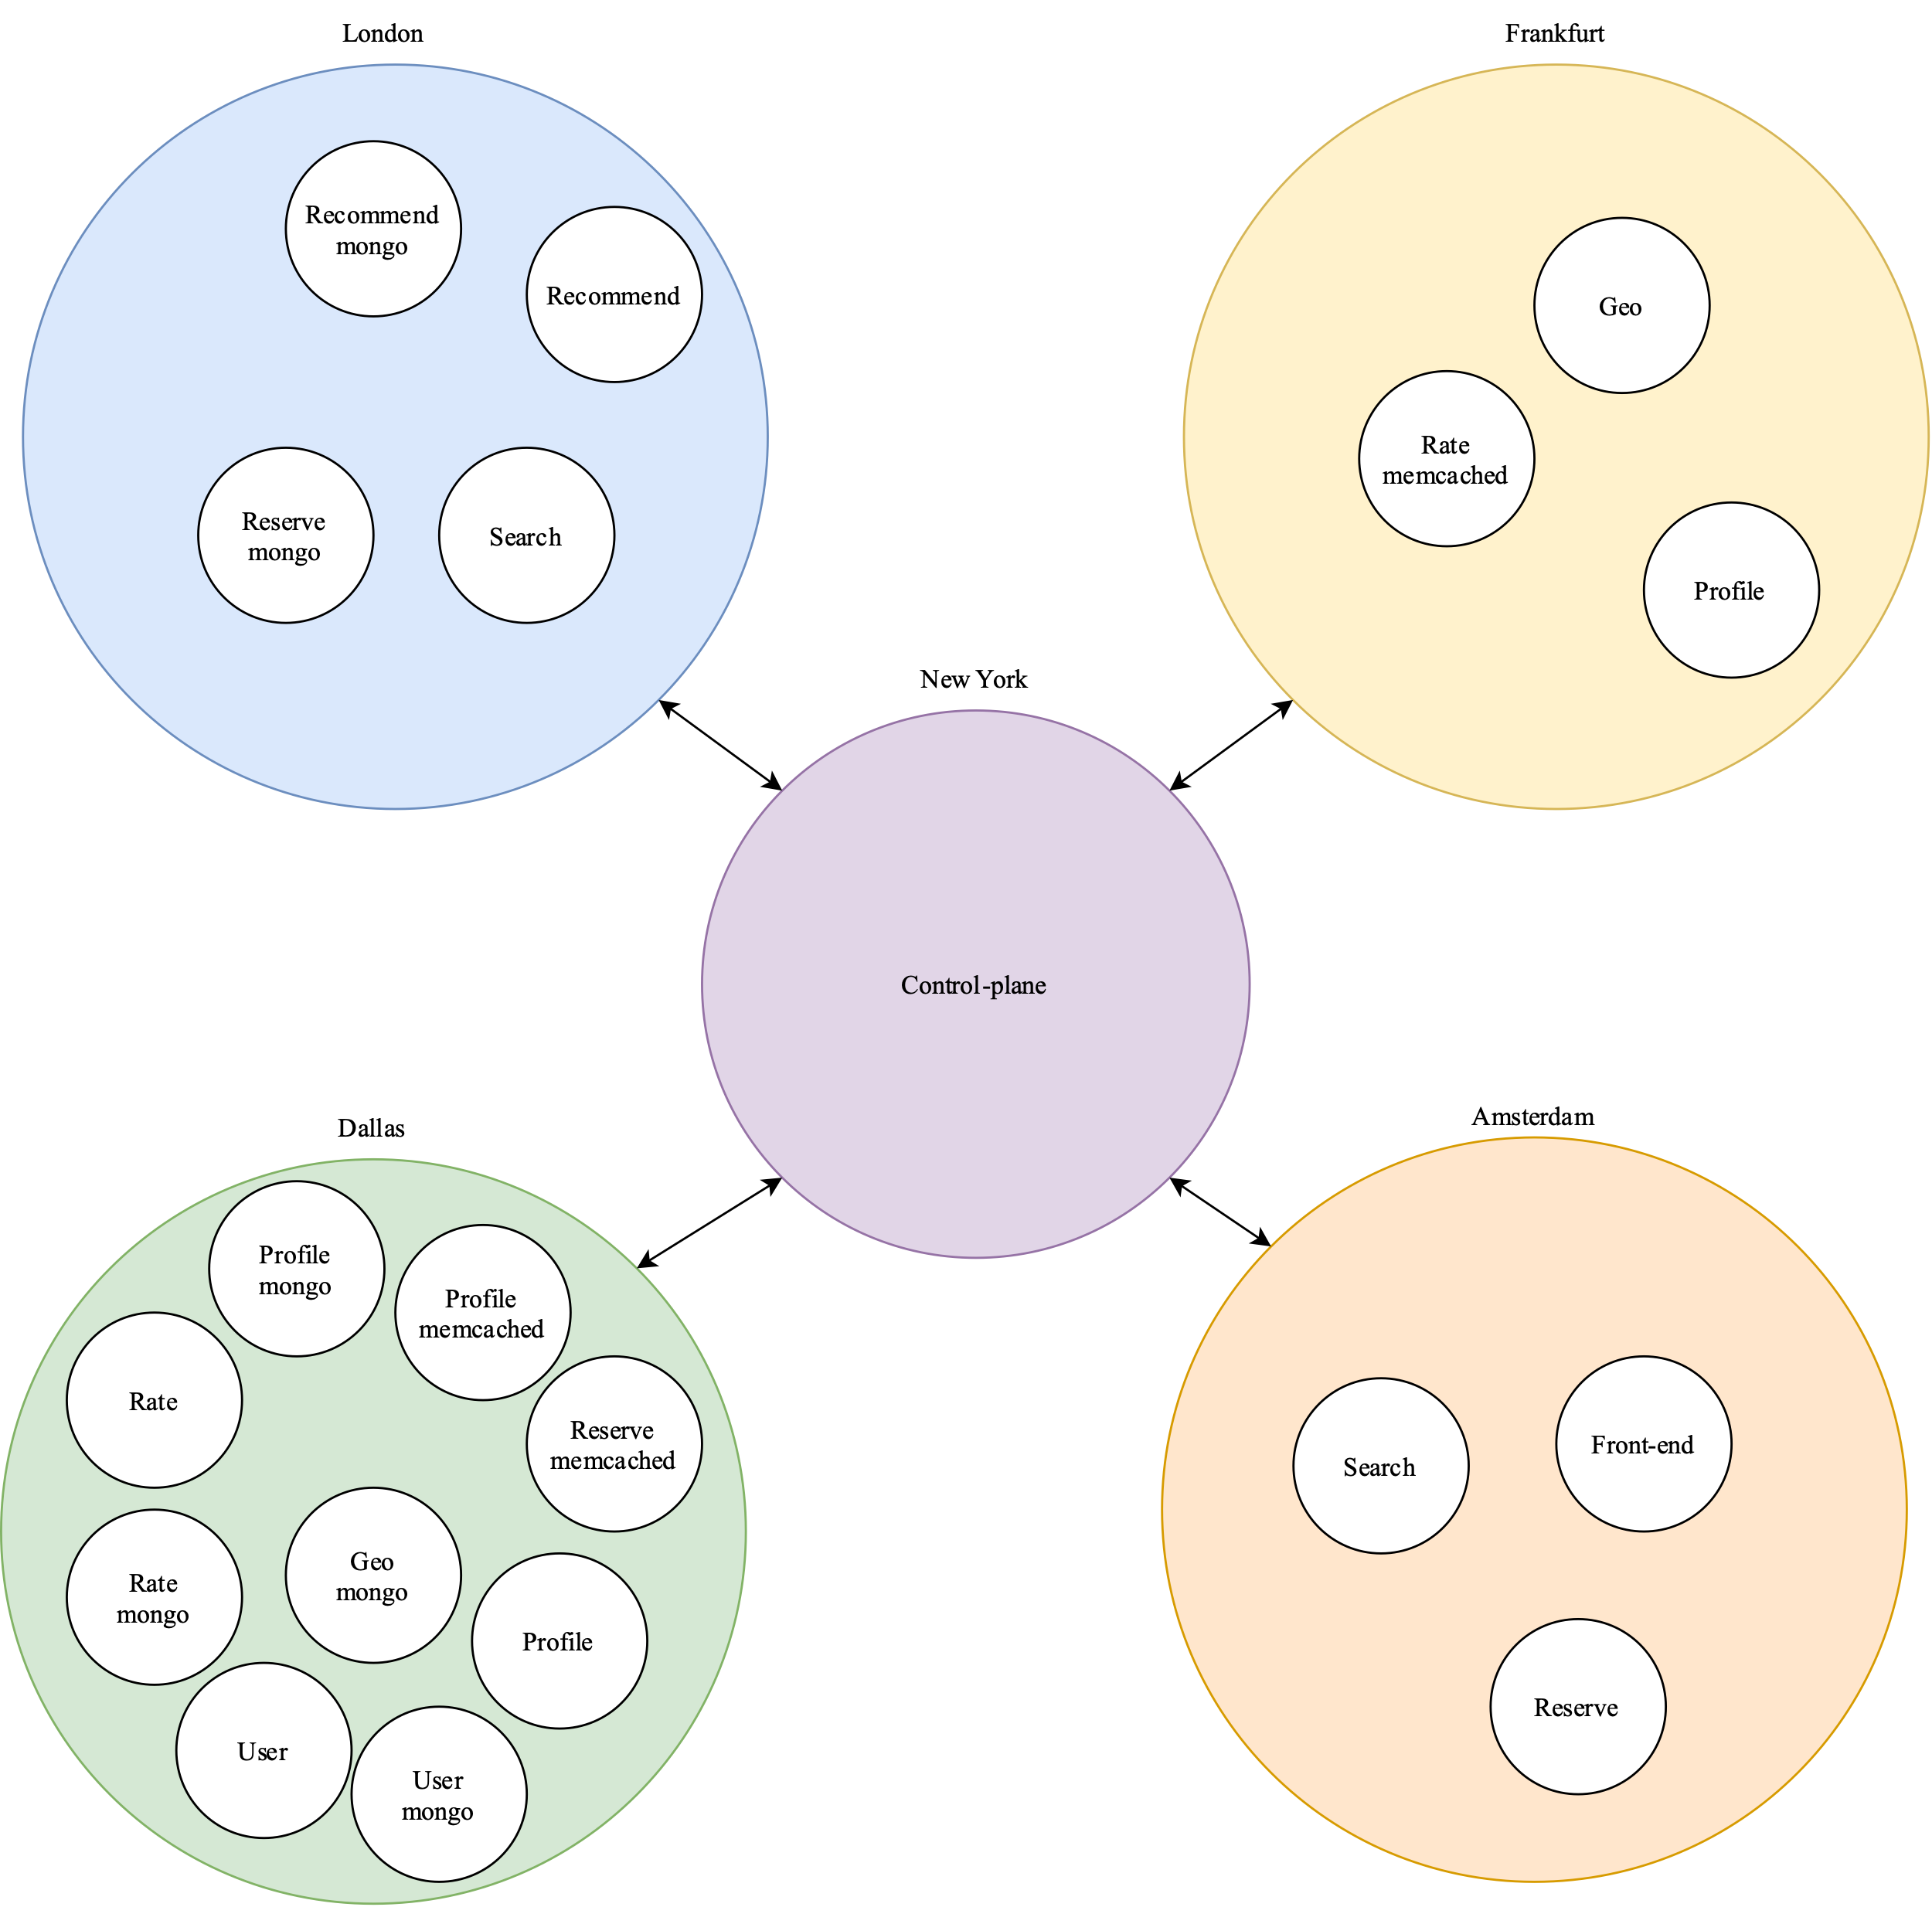 London
Recommend
mongo
Recommend
Reserve
mongo
Search
Frankfurt
Geo
Rate
memcached
Profile
New York
Control-plane
Dallas
Profile
mongo
Profile
memcached
Rate
Reserve
memcached
Geo
mongo
Rate
mongo
Profile
User
User
mongo
Amsterdam
Search
Front-end
Reserve